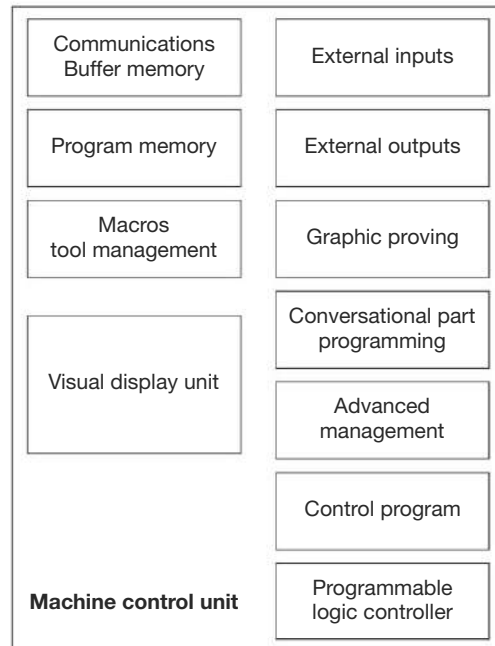 Communications
Buffer memory
Program memory
Macros
tool management
Visual display unit
Machine control unit
External inputs
External outputs
Graphic proving
Conversational part
programming
Advanced
management
Control program
Programmable
logic controller